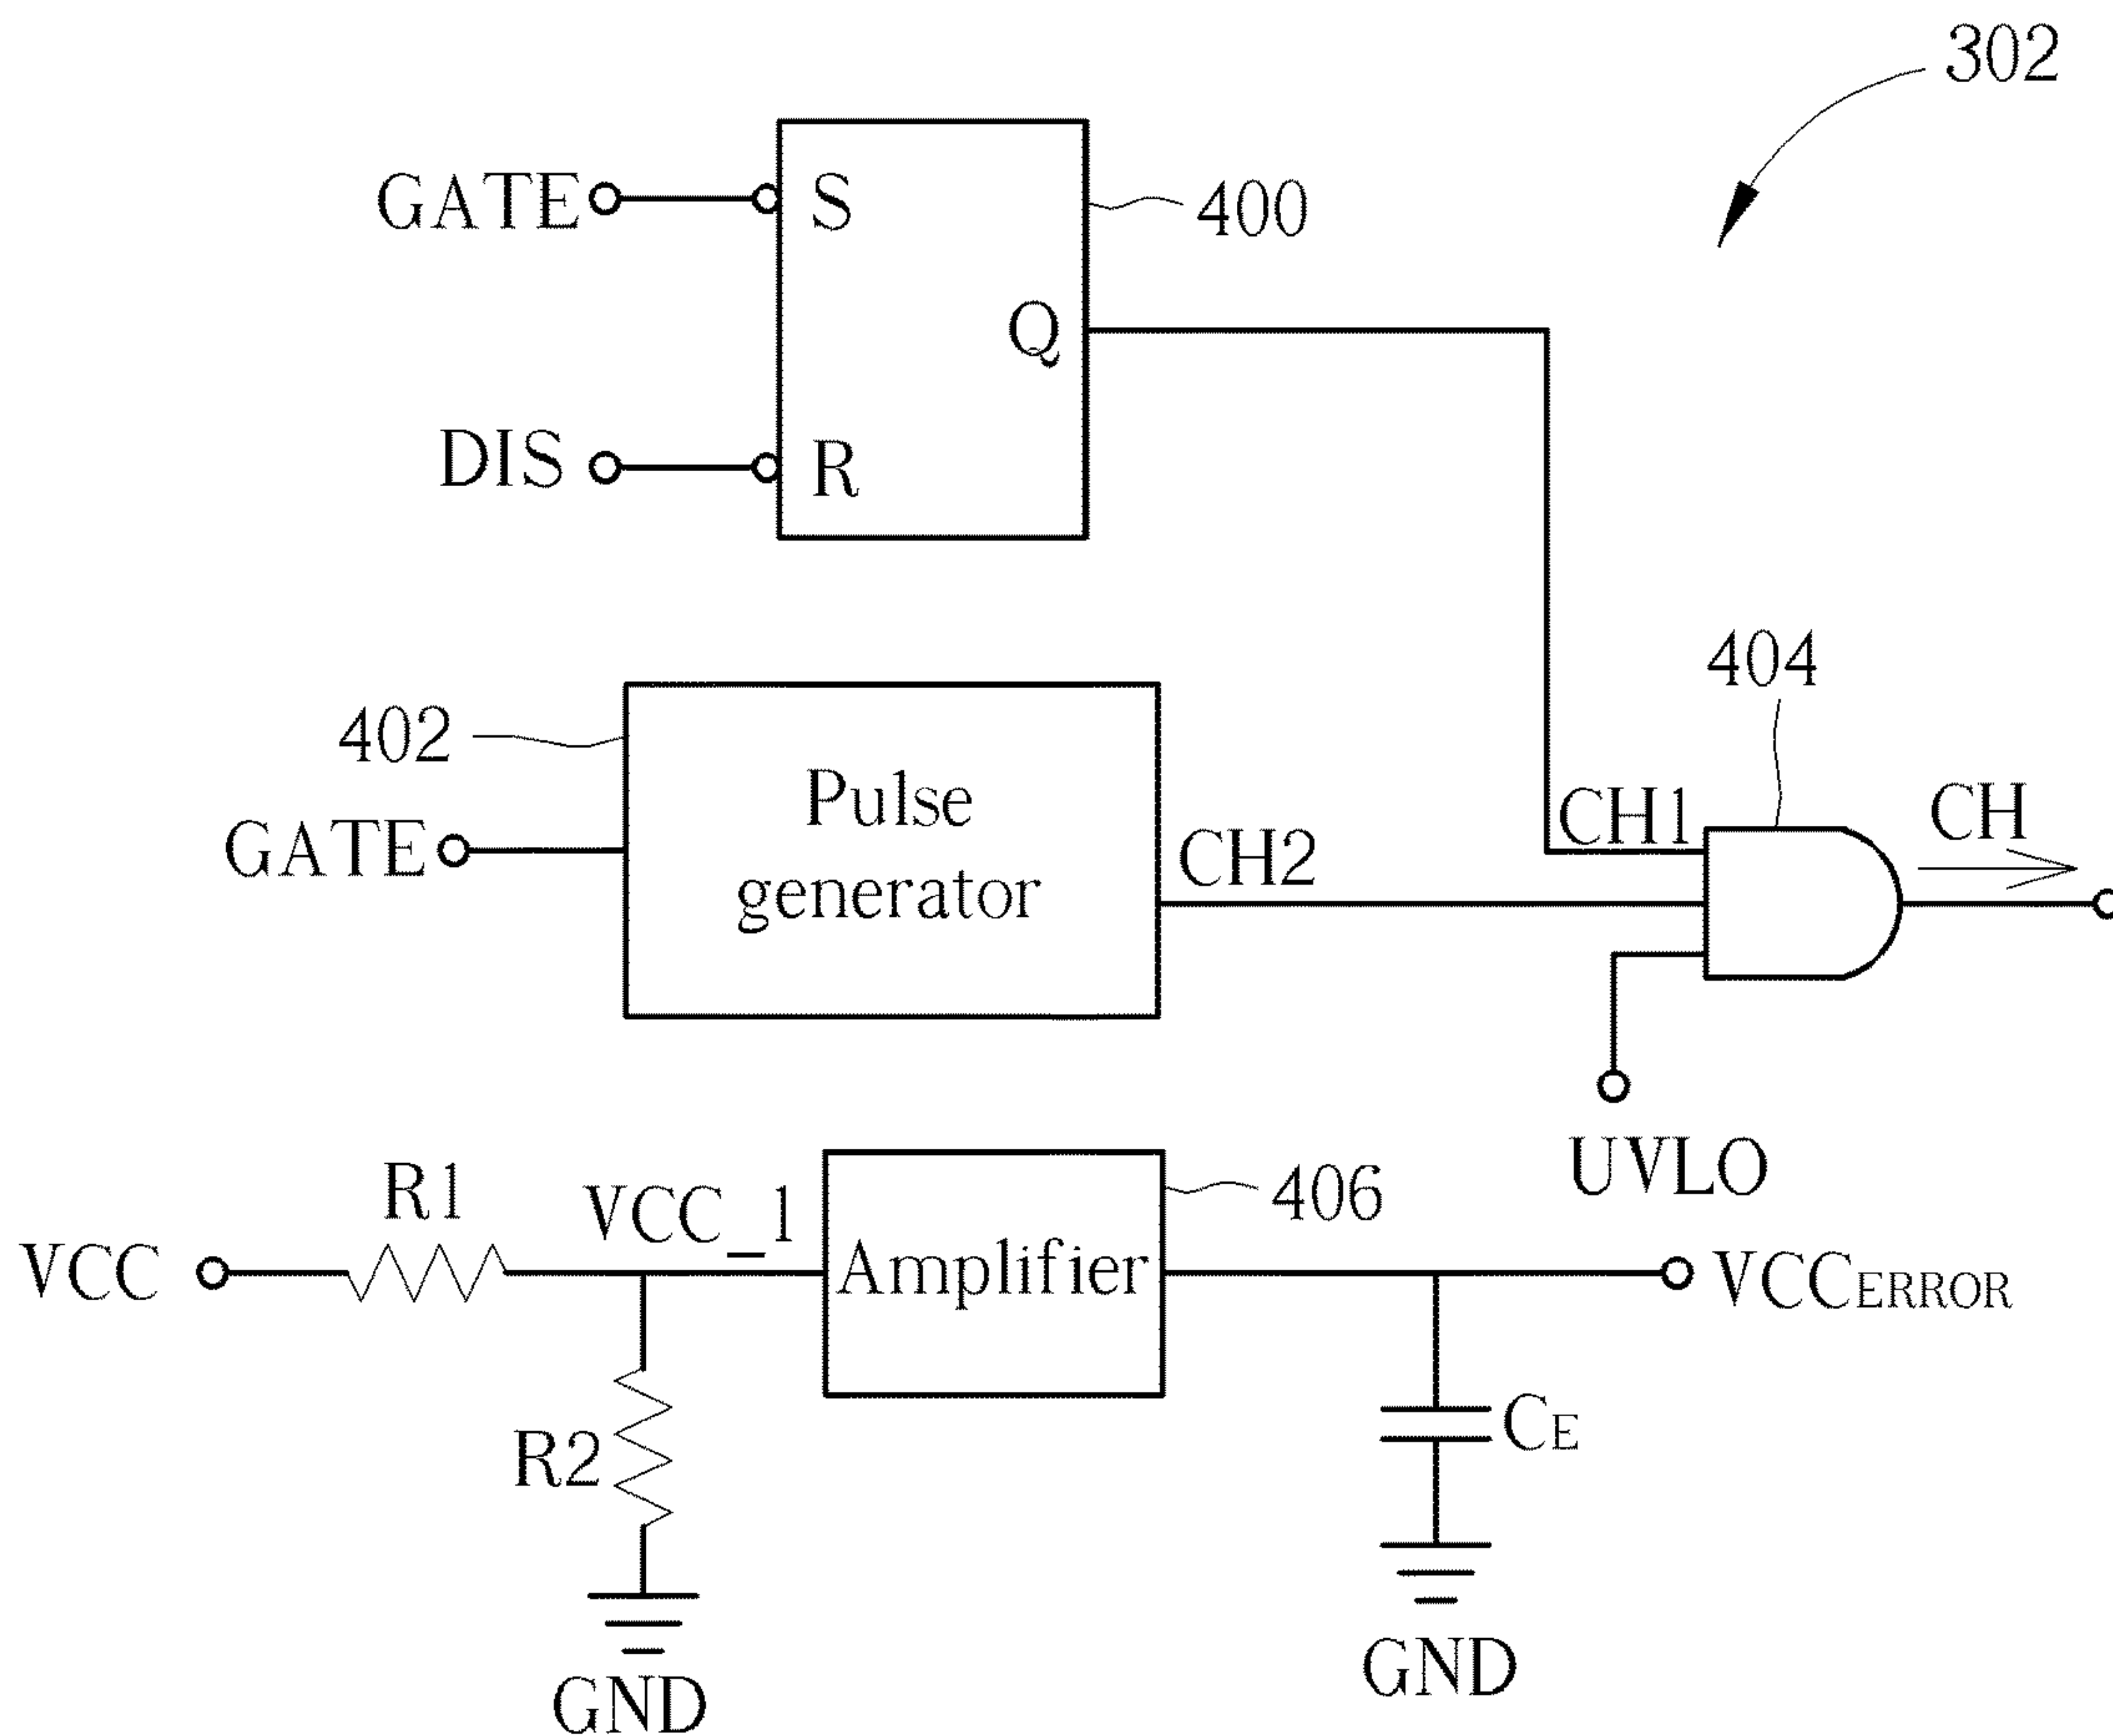 302
GATE
S
400
Q
DIS
R
404
402
Pulse
generator
GATE
CH2
CH1
CH
UVLO
R1
VCC_1
406
VCC
Amplifier
VCCERROR
R2
CE
GND
GND